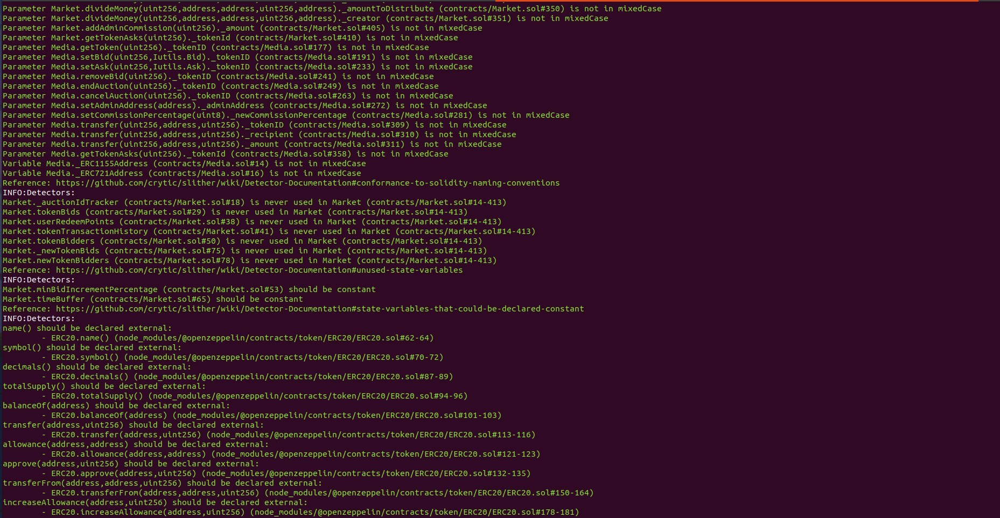 Parameter Market.divideMoney(uint256,address,address,uint256,address)._amountToDistribute (contracts/Market.sol#350) is not in mixedCase
Parameter Market.divideMoney(uint256,address,address,uint256,address)._creator (contracts/Market.sol#351) is not in mixedCase
Parameter Market.addAdminCommission(uint256)._amount (contracts/Market.sol#405) is not in mixedCase
Parameter Market.getTokenAsks(uint256)._tokenId (contracts/Market.sol#410) is not in mixedCase
Parameter Media.getToken(uint256)._tokenID (contracts/Media.sol#177) is not in mixedCase
Parameter Media.setBid(uint256,Iutils.Bid)._tokenID (contracts/Media.sol#191) is not in mixedCase
Parameter Media.setAsk(uint256,Iutils.Ask)._tokenID (contracts/Media.sol#233) is not in mixedCase
Parameter Media.removeBid(uint256)._tokenID (contracts/Media.sol#241) is not in mixedCase
Parameter Media.endAuction(uint256)._tokenID (contracts/Media.sol#249) is not in mixedCase
Parameter Media.cancelAuction(uint256)._tokenID (contracts/Media.sol#263) is not in mixedCase
Parameter Media.setAdminAddress(address)._adminAddress (contracts/Media.sol#272) is not in mixedCase
Parameter Media.setCommissionPercentage(uint8)._newCommissionPercentage (contracts/Media.sol#281) is not in mixedCase
Parameter Media.transfer(uint256,address,uint256)._tokenID (contracts/Media.sol#309) is not in mixedCase
Parameter Media.transfer(uint256,address,uint256)._recipient (contracts/Media.sol#310) is not in mixedCase
Parameter Media.transfer(uint256,address,uint256)._amount (contracts/Media.sol#311) is not in mixedCase
Parameter Media.getTokenAsks(uint256)._tokenId (contracts/Media.sol#358) is not in mixedCase
Variable Media._ERC1155Address (contracts/Media.sol#14) is not in mixedCase
Variable Media._ERC721Address (contracts/Media.sol#16) is not in mixedCase
Reference: https://github.com/crytic/slither/wiki/Detector-Documentation#conformance-to-solidity-naming-conventions
INFO:Detectors:
Market._auctionIdTracker (contracts/Market.sol#18) is never used in Market (contracts/Market.sol#14-413)
Market.tokenBids (contracts/Market.sol#29) is never used in Market (contracts/Market.sol#14-413)
Market.userRedeemPoints (contracts/Market.sol#38) is never used in Market (contracts/Market.sol#14-413)
Market.tokenTransactionHistory (contracts/Market.sol#41) is never used in Market (contracts/Market.sol#14-413)
Market.tokenBidders (contracts/Market.sol#50) is never used in Market (contracts/Market.sol#14-413)
Market._newTokenBids (contracts/Market.sol#75) is never used in Market (contracts/Market.sol#14-413)
Market.newTokenBidders (contracts/Market.sol#78) is never used in Market (contracts/Market.sol#14-413)
Reference: https://github.com/crytic/slither/wiki/Detector-Documentation#unused-state-variables
INFO:Detectors:
Market.minBidIncrementPercentage (contracts/Market.sol#53) should be constant
Market.timeBuffer (contracts/Market.sol#65) should be constant
Reference: https://github.com/crytic/slither/wiki/Detector-Documentation#state-variables-that-could-be-declared-constant
INFO:Detectors:
name() should be declared external:
- ERC20.name() (node_modules/@openzeppelin/contracts/token/ERC20/ERC20.sol#62-64)
symbol() should be declared external:
- ERC20.symbol() (node_modules/@openzeppelin/contracts/token/ERC20/ERC20.sol#70-72)
decimals() should be declared external:
- ERC20.decimals() (node_modules/@openzeppelin/contracts/token/ERC20/ERC20.sol#87-89)
totalSupply() should be declared external:
- ERC20.totalSupply() (node_modules/@openzeppelin/contracts/token/ERC20/ERC20.sol#94-96)
balanceOf(address) should be declared external:
- ERC20.balanceOf(address) (node_modules/@openzeppelin/contracts/token/ERC20/ERC20.sol#101-103)
transfer(address,uint256) should be declared external:
- ERC20.transfer(address,uint256) (node_modules/@openzeppelin/contracts/token/ERC20/ERC20.sol#113-116)
allowance(address,address) should be declared external:
- ERC20.allowance(address,address) (node_modules/@openzeppelin/contracts/token/ERC20/ERC20.sol#121-123)
approve(address,uint256) should be declared external:
- ERC20.approve(address,uint256) (node_modules/@openzeppelin/contracts/token/ERC20/ERC20.sol#132-135)
transferFrom(address,address,uint256) should be declared external:
- ERC20.transferFrom(address,address,uint256) (node_modules/@openzeppelin/contracts/token/ERC20/ERC20.sol#150-164)
increaseAllowance(address,uint256) should be declared external:
- ERC20.increaseAllowance(address,uint256) (node_modules/@openzeppelin/contracts/token/ERC20/ERC20.sol#178-181)